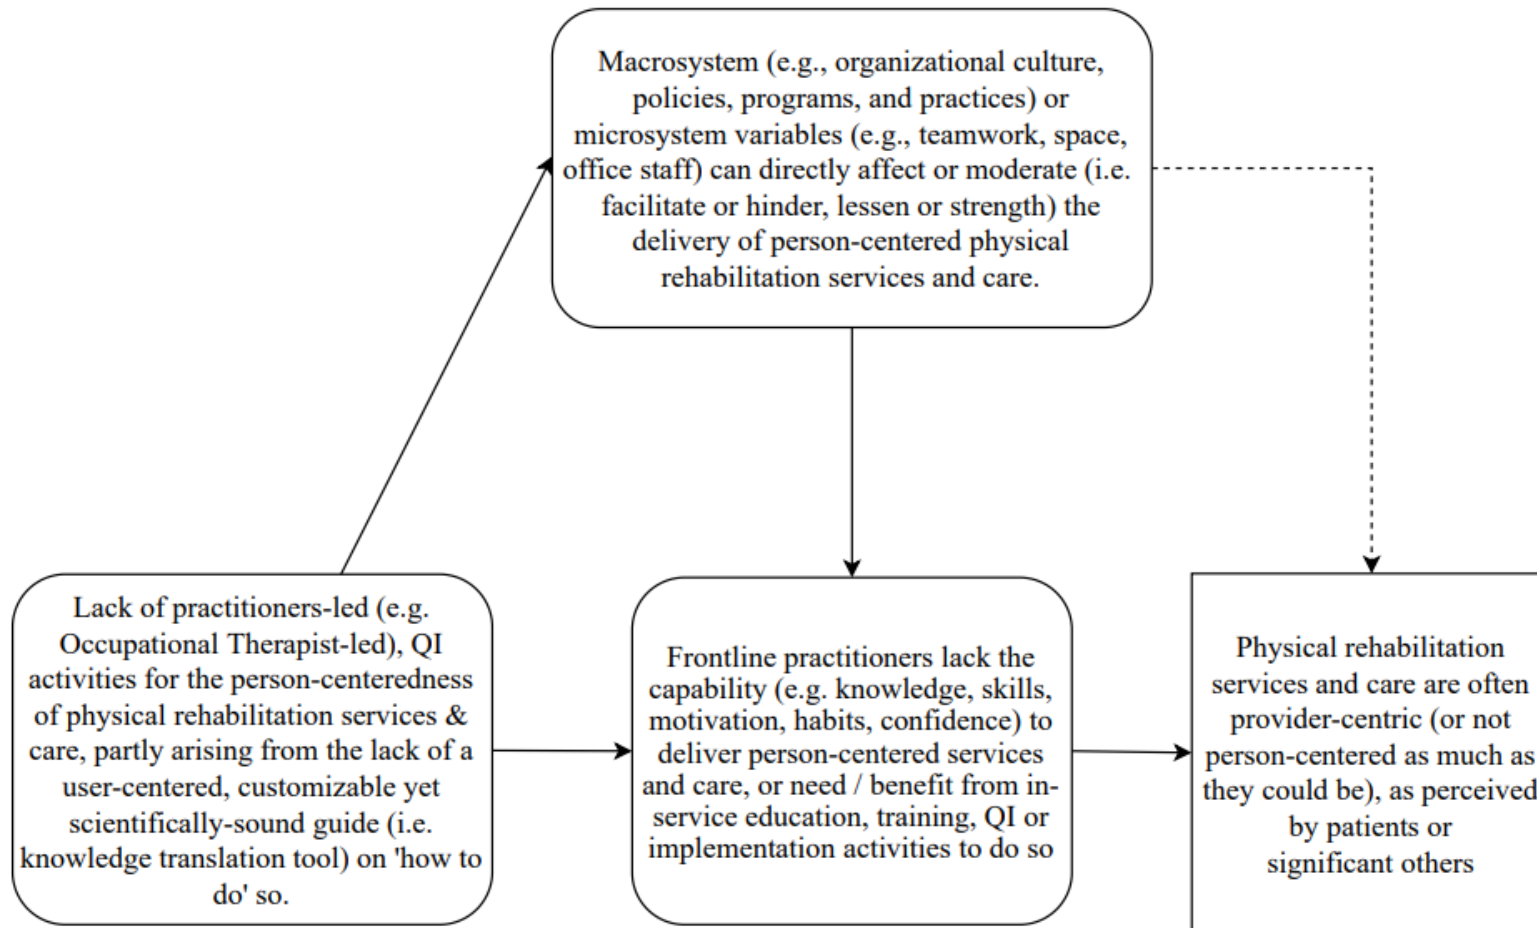 Macrosystem (e.g., organizational culture,
policies, programs, and practices) or
microsystem variables (e.g., teamwork, space,
office staff) can directly affect or moderate (i.e.
facilitate or hinder, lessen or strength) the
delivery of person-centered physical
rehabilitation services and care.
Lack of practitioners-led (e.g.
Occupational Therapist-led), QI
activities for the person-centeredness
of physical rehabilitation services &
care, partly arising from the lack of a
user-centered, customizable yet
scientifically-sound guide (i.e.
knowledge translation tool) on 'how to
do' so.
Frontline practitioners lack the
capability (e.g. knowledge, skills,
motivation, habits, confidence) to
deliver person-centered services
and care, or need / benefit from in-
service education, training, QI or
implementation activities to do so
Physical rehabilitation
services and care are often
provider-centric (or not
person-centered as much as
they could be), as perceived
by patients or
significant others